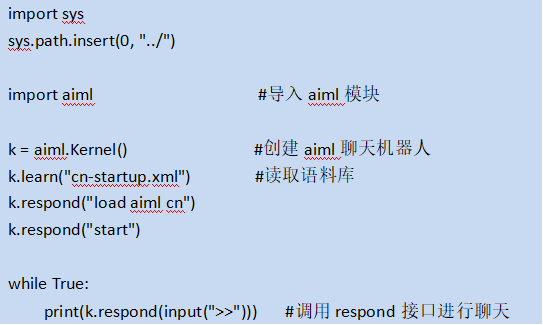 import sys
sys.path.insert(0, "../")
import aiml #导入 aiml 模块
k = aiml.Kernel() #创建 aiml 聊天机器人
k.learn("cn-startup.xml") #读取语料库
k.respond("load aiml cn")
k.respond("start")
while True:
print(k.respond(input(">>"))) #调用 respond 接口进行聊天